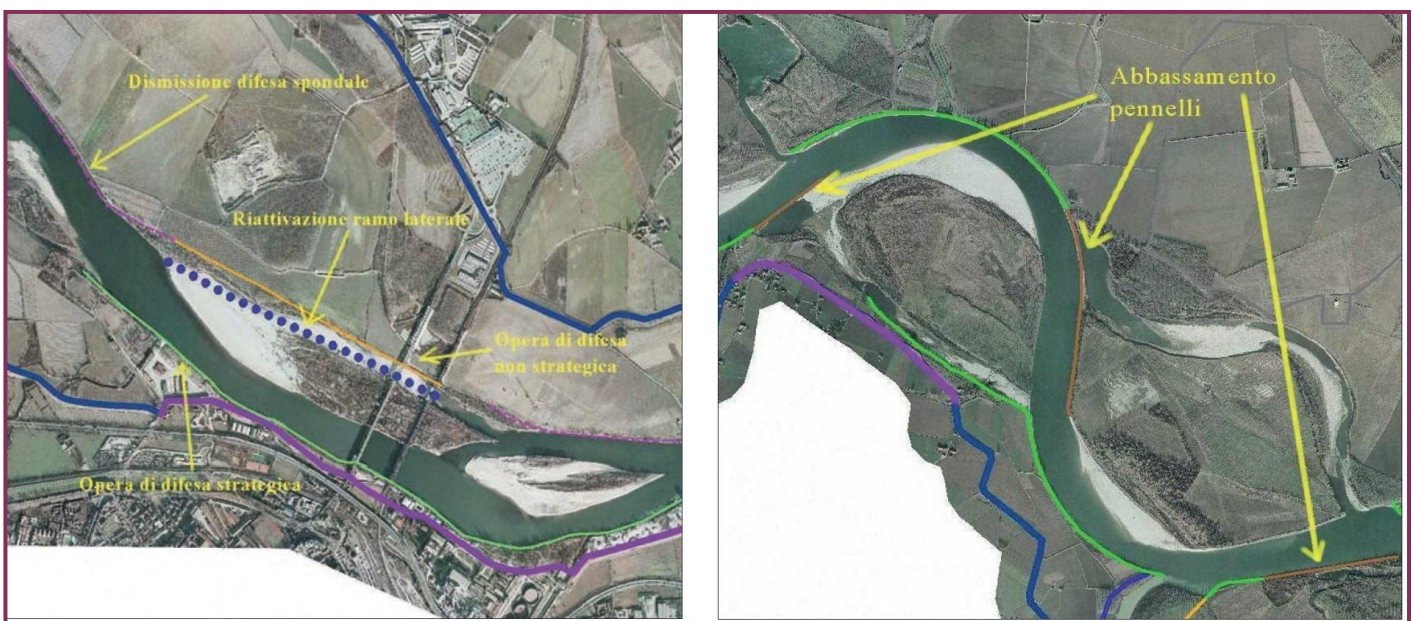 Dismissione difesa spondale
Riattivazione ramo laterale
Opera di difesa
non strategica
Opera di difesa strategica
Abbassamento
pennelli